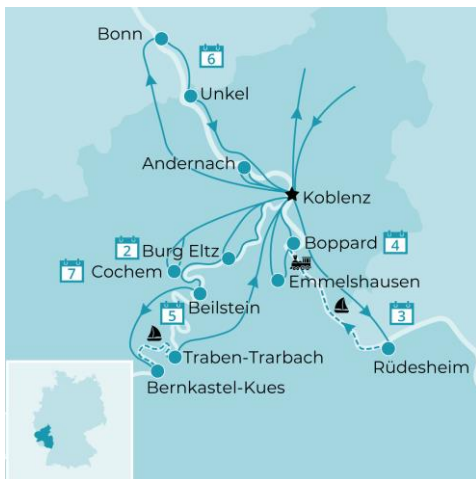 Bonn
6
Unkel
Andernach
Koblenz
Boppard
4
2
Burg Eltz
7
Cochem
Emmelshausen
Beilstein
5
3
Traben-Trarbach
Rüdesheim
Bernkastel-Kues